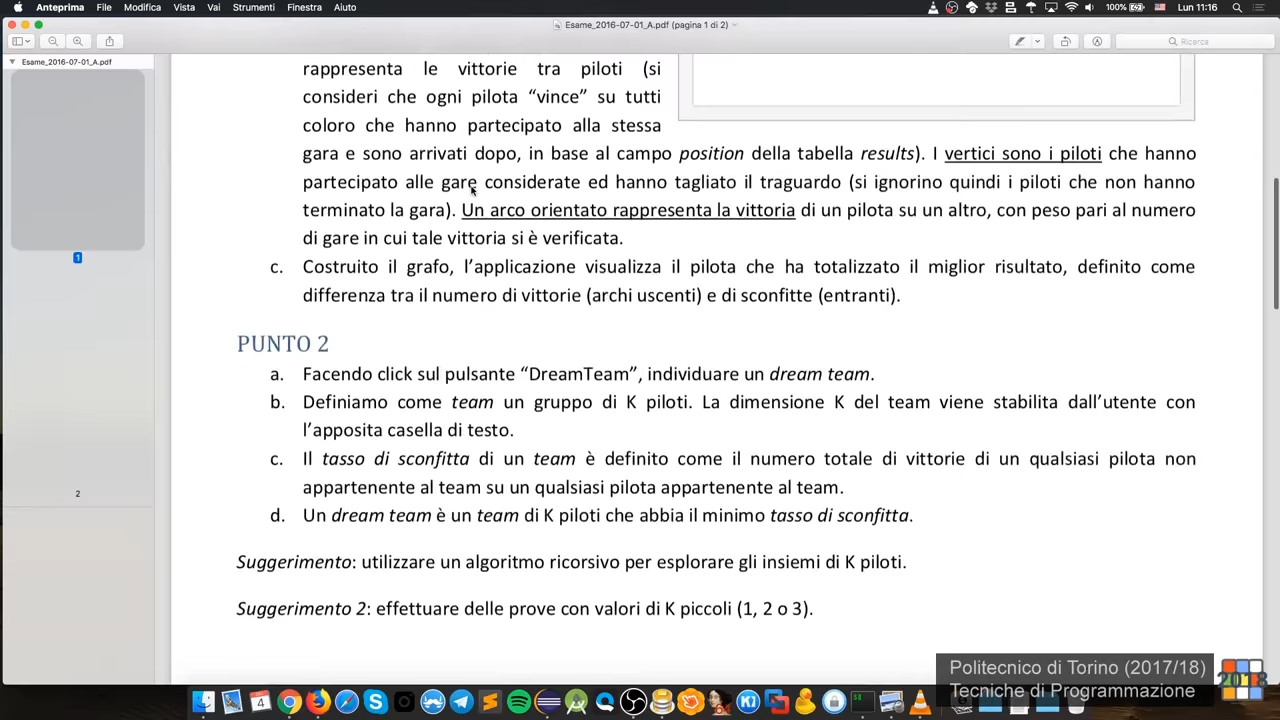 Anteprima File Modifica Vista Vai Strumenti Finestra Aiuto 100% Lun 11:16
Esame_2016-07-01_A.pdf (pagina 1 di 2)
Ricerca
Esame_2016-07-01_A.pdf
1
2
rappresenta le vittorie tra piloti (si
consideri che ogni pilota “vince” su tutti
coloro che hanno partecipato alla stessa
gara e sono arrivati dopo, in base al campo position della tabella results). I vertici sono i piloti che hanno
partecipato alle gare considerate ed hanno tagliato il traguardo (si ignorino quindi i piloti che non hanno
terminato la gara). Un arco orientato rappresenta la vittoria di un pilota su un altro, con peso pari al numero
di gare in cui tale vittoria si è verificata.
c. Costruito il grafo, l’applicazione visualizza il pilota che ha totalizzato il miglior risultato, definito come
differenza tra il numero di vittorie (archi uscenti) e di sconfitte (entranti).
PUNTO 2
a. Facendo click sul pulsante “DreamTeam”, individuare un dream team.
b. Definiamo come team un gruppo di K piloti. La dimensione K del team viene stabilita dall’utente con
l’apposita casella di testo.
c. Il tasso di sconfitta di un team è definito come il numero totale di vittorie di un qualsiasi pilota non
appartenente al team su un qualsiasi pilota appartenente al team.
d. Un dream team è un team di K piloti che abbia il minimo tasso di sconfitta.
Suggerimento: utilizzare un algoritmo ricorsivo per esplorare gli insiemi di K piloti.
Suggerimento 2: effettuare delle prove con valori di K piccoli (1, 2 o 3).
Politecnico di Torino (2017/18)
Tecniche di Programmazione
2018